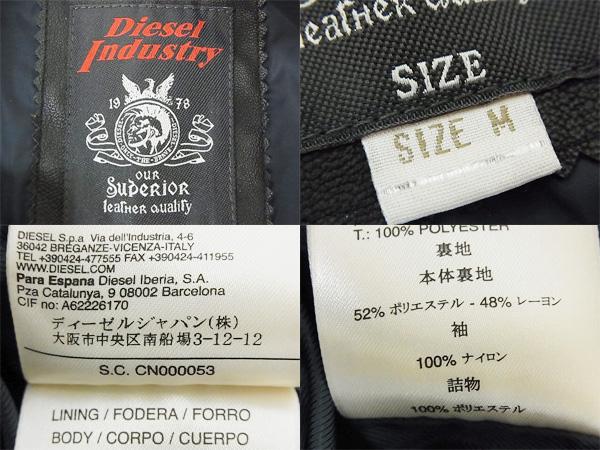 Diesel
Industry
1978
OUR
Superior
leather quality
leather Quality
SIZE
SIZE M
DIESEL S.p.a Via dell'Industria, 4-6
36042 BREGANZE-VICENZA-ITALY
TEL +390424-477555 FAX +390424-411955
WWW.DIESEL.COM
Para Espana Diesel Iberia, S.A.
Pza Catalunya, 9 08002 Barcelona
CIF no: A62226170
ディーゼルジャパン(株)
大阪市中央区南船場3-12-12
S.C. CN000053
LINING / FODERA / FORRO
BODY / CORPO / CUERPO
T.: 100% POLYESTER
裏地
本体裏地
52% ポリエステル - 48% レーヨン
袖
100% ナイロン
詰物
100% ポリエステル